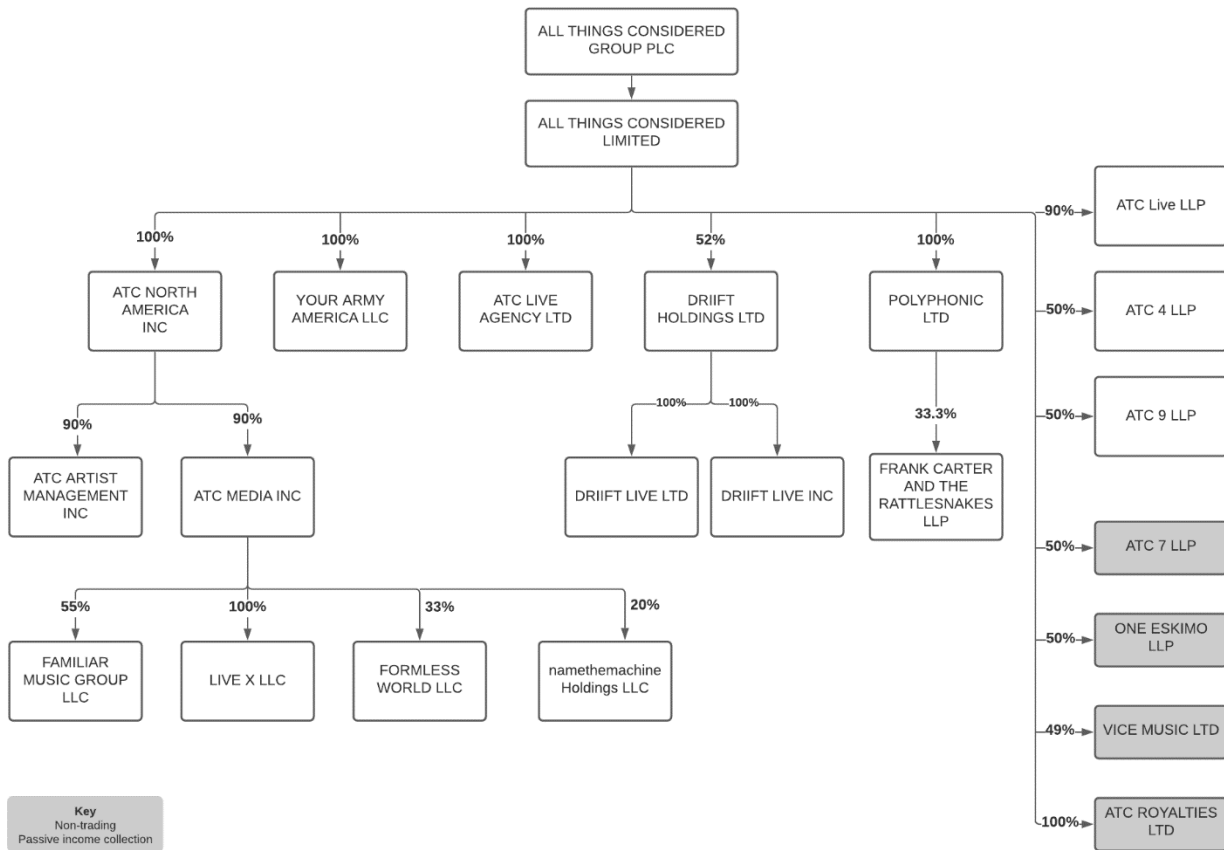 ALL THINGS CONSIDERED
GROUP PLC
ALL THINGS CONSIDERED
LIMITED
90%
ATC Live LLP
100%
100%
100%
52%
100%
ATC NORTH
AMERICA
INC
YOUR ARMY
AMERICA LLC
ATC LIVE
AGENCY LTD
DRIIFT
HOLDINGS LTD
POLYPHONIC
LTD
50%
ATC 4 LLP
90%
90%
100%
100%
33.3%
50%
ATC 9 LLP
ATC ARTIST
MANAGEMENT
INC
ATC MEDIA INC
DRIIFT LIVE LTD
DRIIFT LIVE INC
FRANK CARTER
AND THE
RATTLESNAKES
LLP
50%
ATC 7 LLP
55%
100%
33%
20%
FAMILIAR
MUSIC GROUP
LLC
LIVE X LLC
FORMLESS
WORLD LLC
namethemachine
Holdings LLC
50%
ONE ESKIMO
LLP
49%
VICE MUSIC LTD
100%
ATC ROYALTIES
LTD
Key
Non-trading
Passive income collection